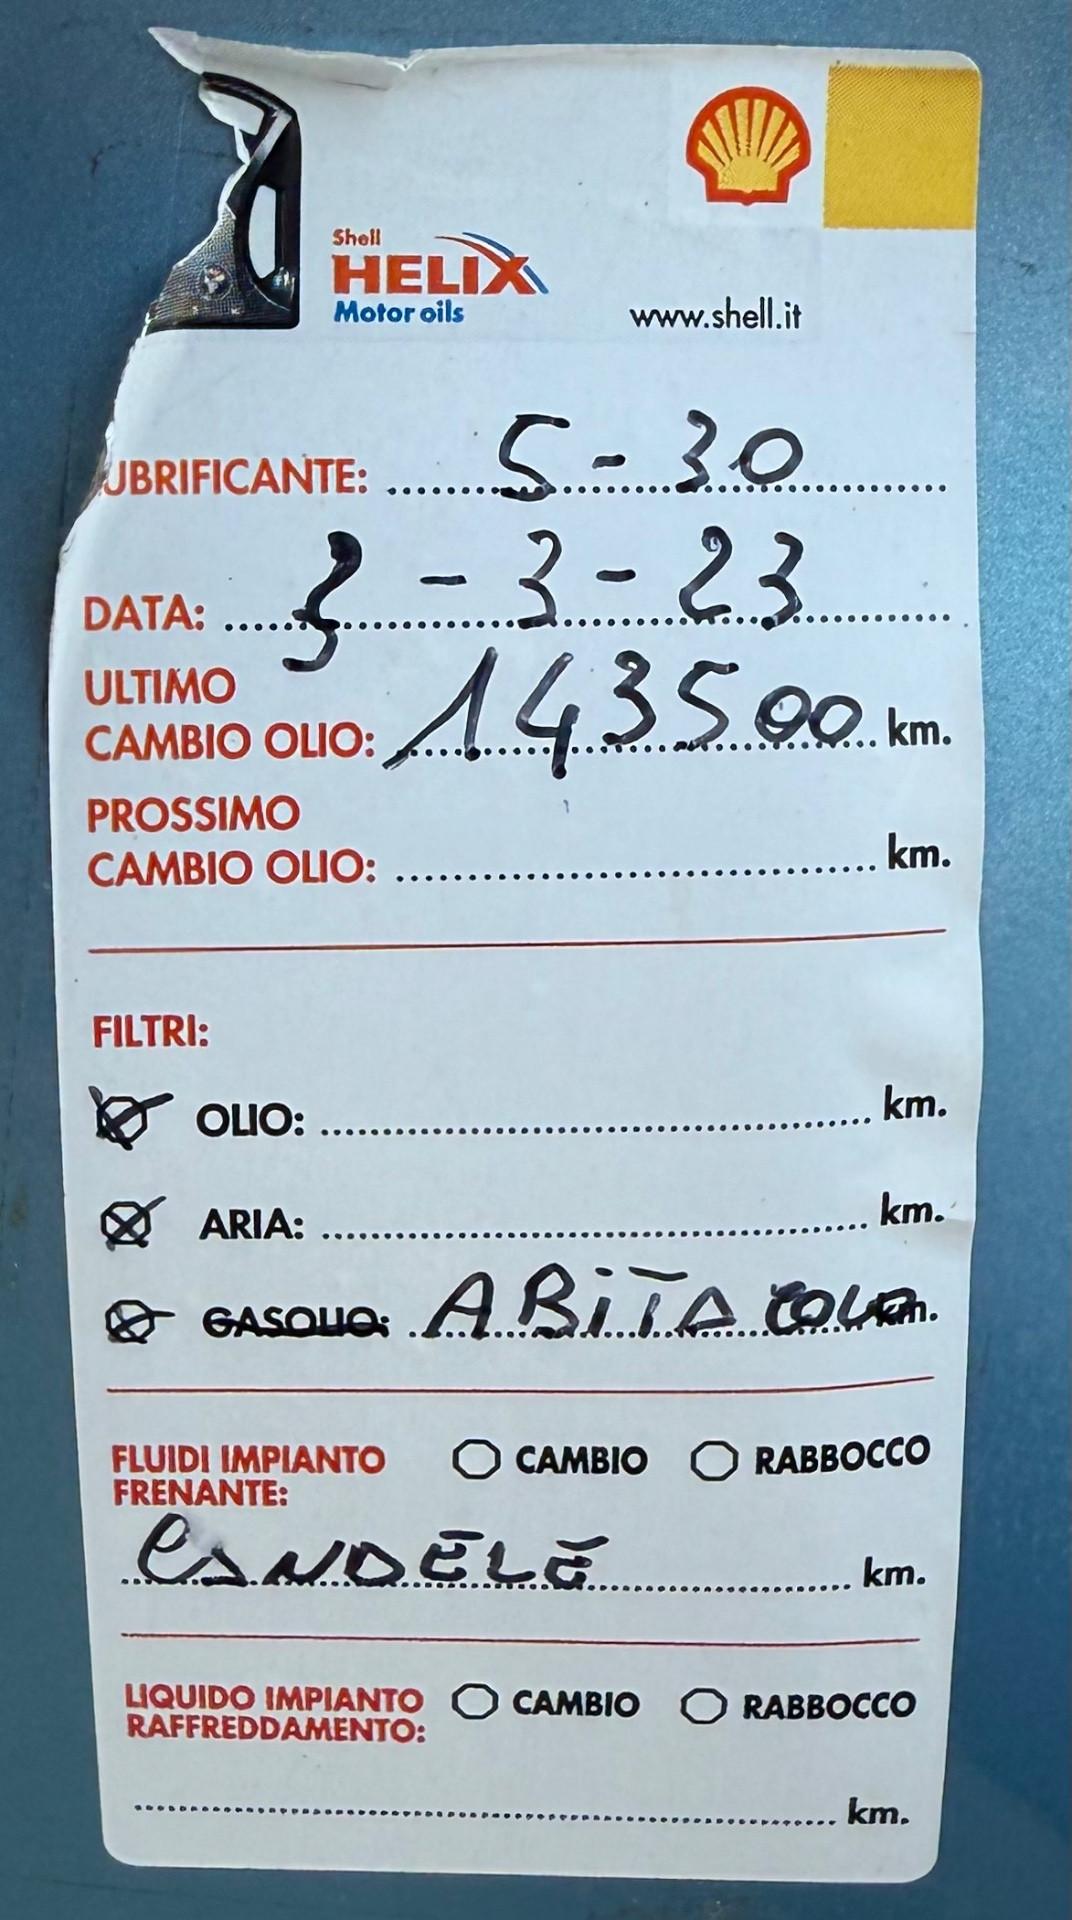 Shell
HELIX
Motor oils
www.shell.it
UBRIFICANTE: 5-30
DATA: 3-3-23
ULTIMO
CAMBIO OLIO: 143500 km.
PROSSIMO
CAMBIO OLIO: km.
FILTRI:
OLIO: km.
ARIA: km.
GASOLIO: ABITACOLO km.
FLUIDI IMPIANTO CAMBIO RABBOCCO
FRENANTE:
CANDELE km.
LIQUIDO IMPIANTO CAMBIO RABBOCCO
RAFFREDDAMENTO:
km.